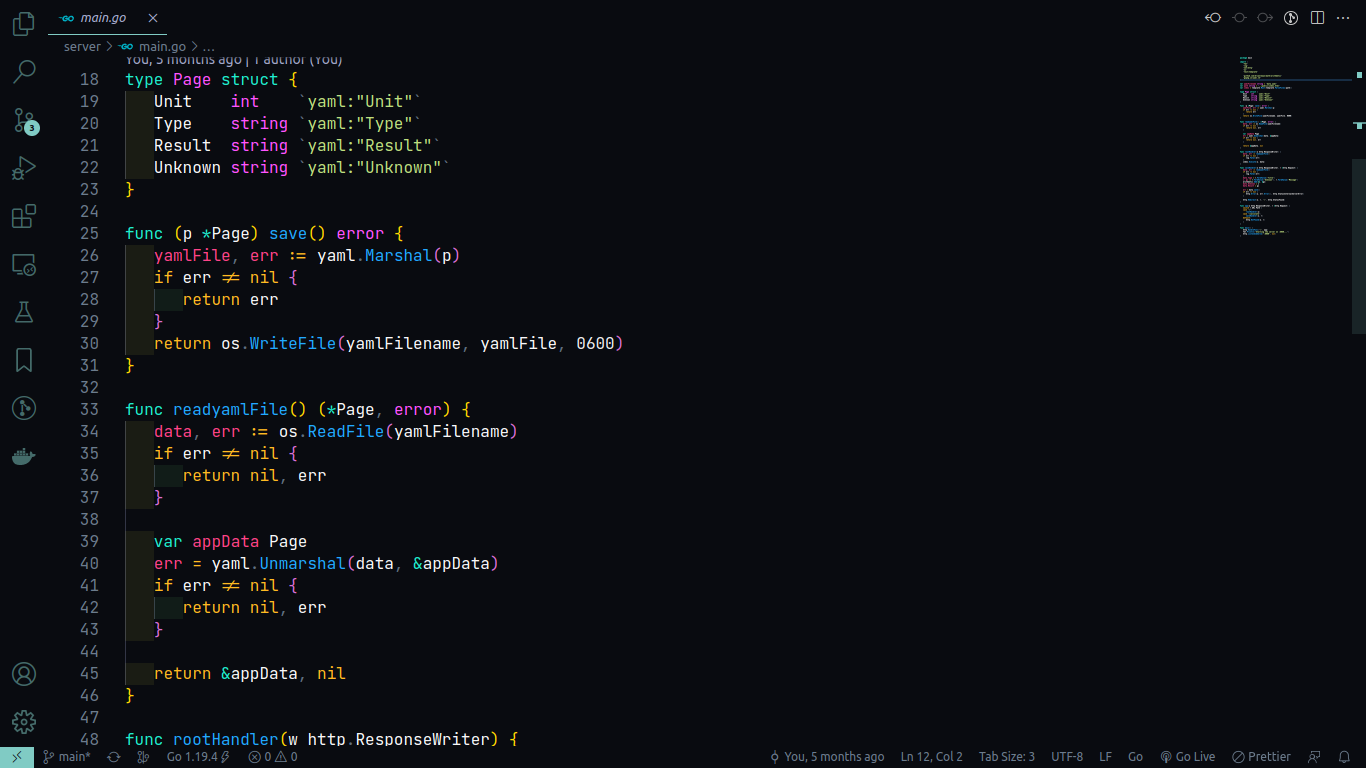 main.go
server > main.go > ...
You, 5 months ago | 1 author (You)
18 type Page struct {
19 Unit int `yaml:"Unit"`
20 Type string `yaml:"Type"`
21 Result string `yaml:"Result"`
22 Unknown string `yaml:"Unknown"`
23 }
24
25 func (p *Page) save() error {
26 yamlFile, err := yaml.Marshal(p)
27 if err != nil {
28 return err
29 }
30 return os.WriteFile(yamlFilename, yamlFile, 0600)
31 }
32
33 func readyamlFile() (*Page, error) {
34 data, err := os.ReadFile(yamlFilename)
35 if err != nil {
36 return nil, err
37 }
38
39 var appData Page
40 err = yaml.Unmarshal(data, &appData)
41 if err != nil {
42 return nil, err
43 }
44
45 return &appData, nil
46 }
47
48 func rootHandler(w http.ResponseWriter) {
3
main* Go 1.19.4 0 0 You, 5 months ago Ln 12, Col 2 Tab Size: 3 UTF-8 LF Go Go Live Prettier